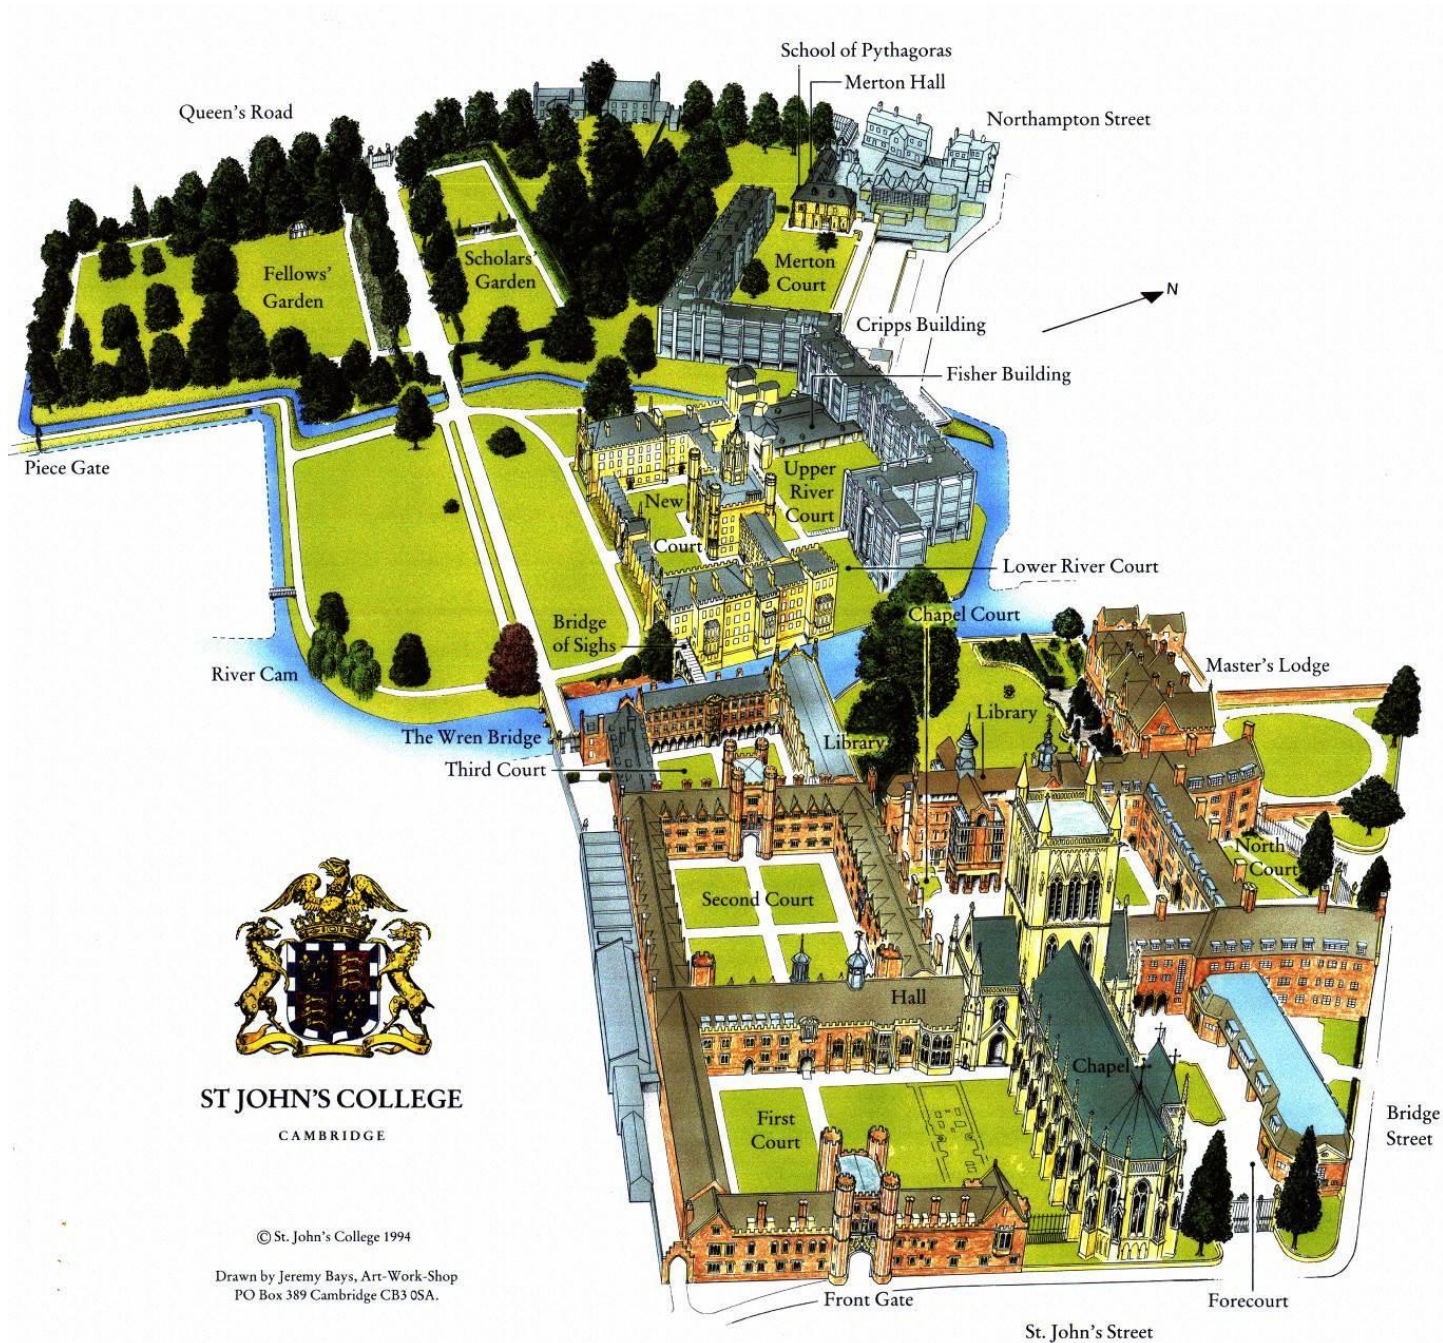 School of Pythagoras
Merton Hall
Queen's Road
Northampton Street
Merton
Court
Scholars'
Garden
Fellows'
Garden
N
Cripps Building
Fisher Building
Piece Gate
Upper
River
Court
New
Court
Lower River Court
Chapel Court
Bridge
of Sighs
River Cam
Master's Lodge
Library
The Wren Bridge
Library
Third Court
North
Court
Second Court
Hall
Chapel
First
Court
Bridge
Street
ST JOHN'S COLLEGE
CAMBRIDGE
© St. John's College 1994
Drawn by Jeremy Bays, Art-Work-Shop
PO Box 389 Cambridge CB3 0SA.
Front Gate
Forecourt
St. John's Street